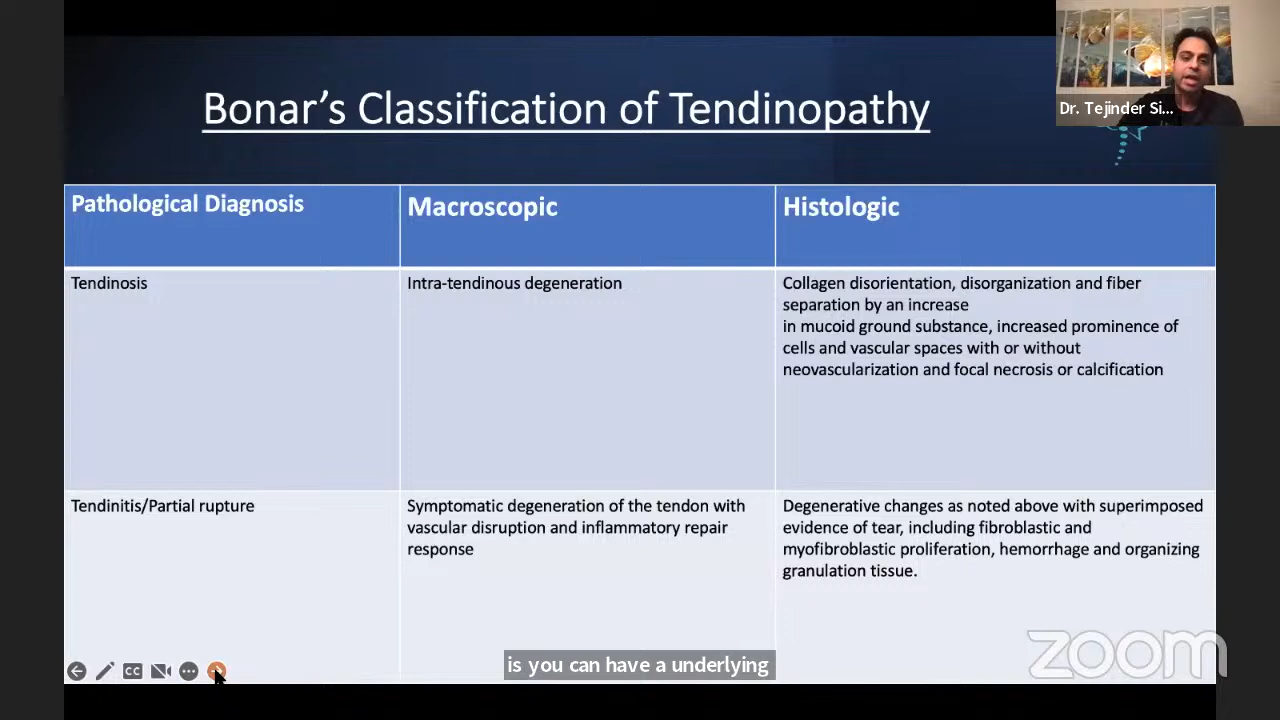 Dr. Tejinder Si...
Bonar's Classification of Tendinopathy
Pathological Diagnosis
Macroscopic
Histologic
Tendinosis
Intra-tendinous degeneration
Collagen disorientation, disorganization and fiber
separation by an increase
in mucoid ground substance, increased prominence of
cells and vascular spaces with or without
neovascularization and focal necrosis or calcification
Tendinitis/Partial rupture
Symptomatic degeneration of the tendon with
vascular disruption and inflammatory repair
response
Degenerative changes as noted above with superimposed
evidence of tear, including fibroblastic and
myofibroblastic proliferation, hemorrhage and organizing
granulation tissue.
CC
is you can have a underlying
zoom